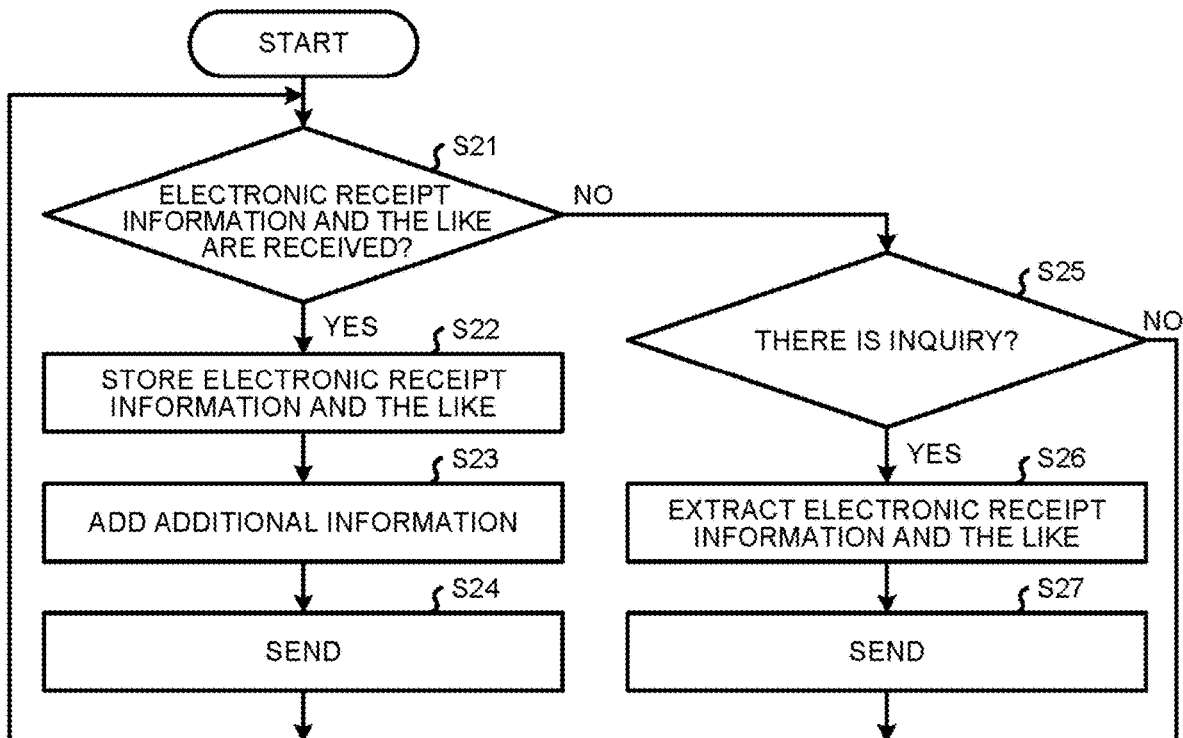 START
S21
ELECTRONIC RECEIPT
INFORMATION AND THE LIKE
ARE RECEIVED?
NO
YES
S22
STORE ELECTRONIC RECEIPT
INFORMATION AND THE LIKE
S23
ADD ADDITIONAL INFORMATION
S24
SEND
S25
THERE IS INQUIRY?
NO
YES
S26
EXTRACT ELECTRONIC RECEIPT
INFORMATION AND THE LIKE
S27
SEND